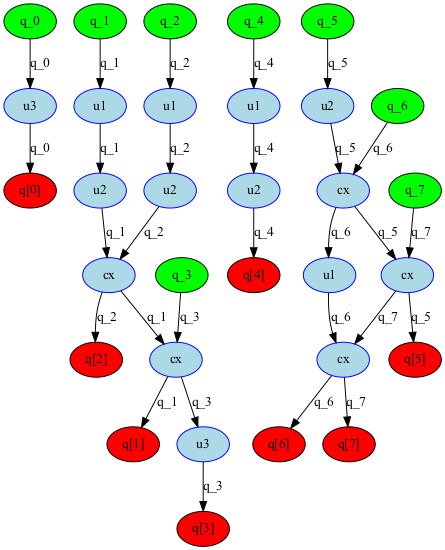 q_0 q_1 q_2 q_4 q_5
q_0 q_1 q_2 q_4 q_5
u3 u1 u1 u1 u2 q_6
q_0 q_1 q_2 q_4 q_5 q_6
q[0] u2 u2 u2 cx q_7
q_1 q_2 q_4 q_6 q_5 q_7
cx q_3 q[4] u1 cx
q_2 q_1 q_3 q_6 q_7 q_5
q[2] cx cx q[5]
q_1 q_3 q_6 q_7
q[1] u3 q[6] q[7]
q_3
q[3]